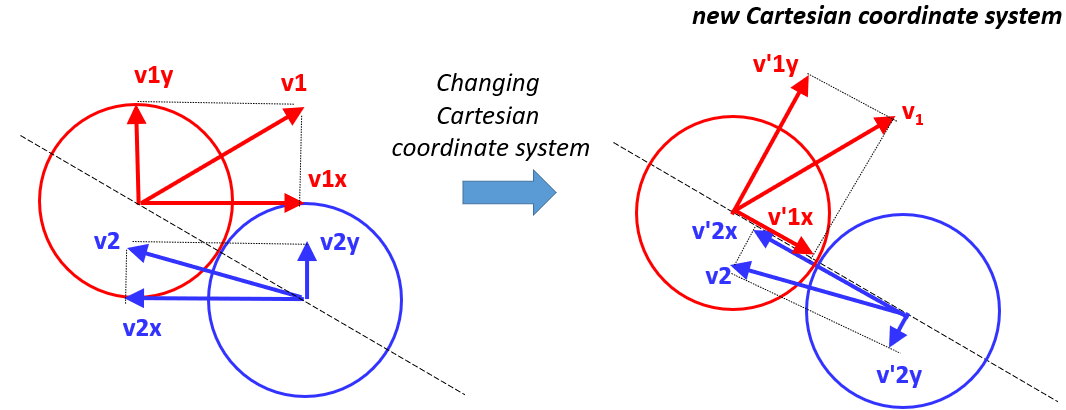 new Cartesian coordinate system
v1y
v1
v1x
v2
v2y
v2x
Changing
Cartesian
coordinate system
v'1y
v₁
v'1x
v'2x
v2
v'2y